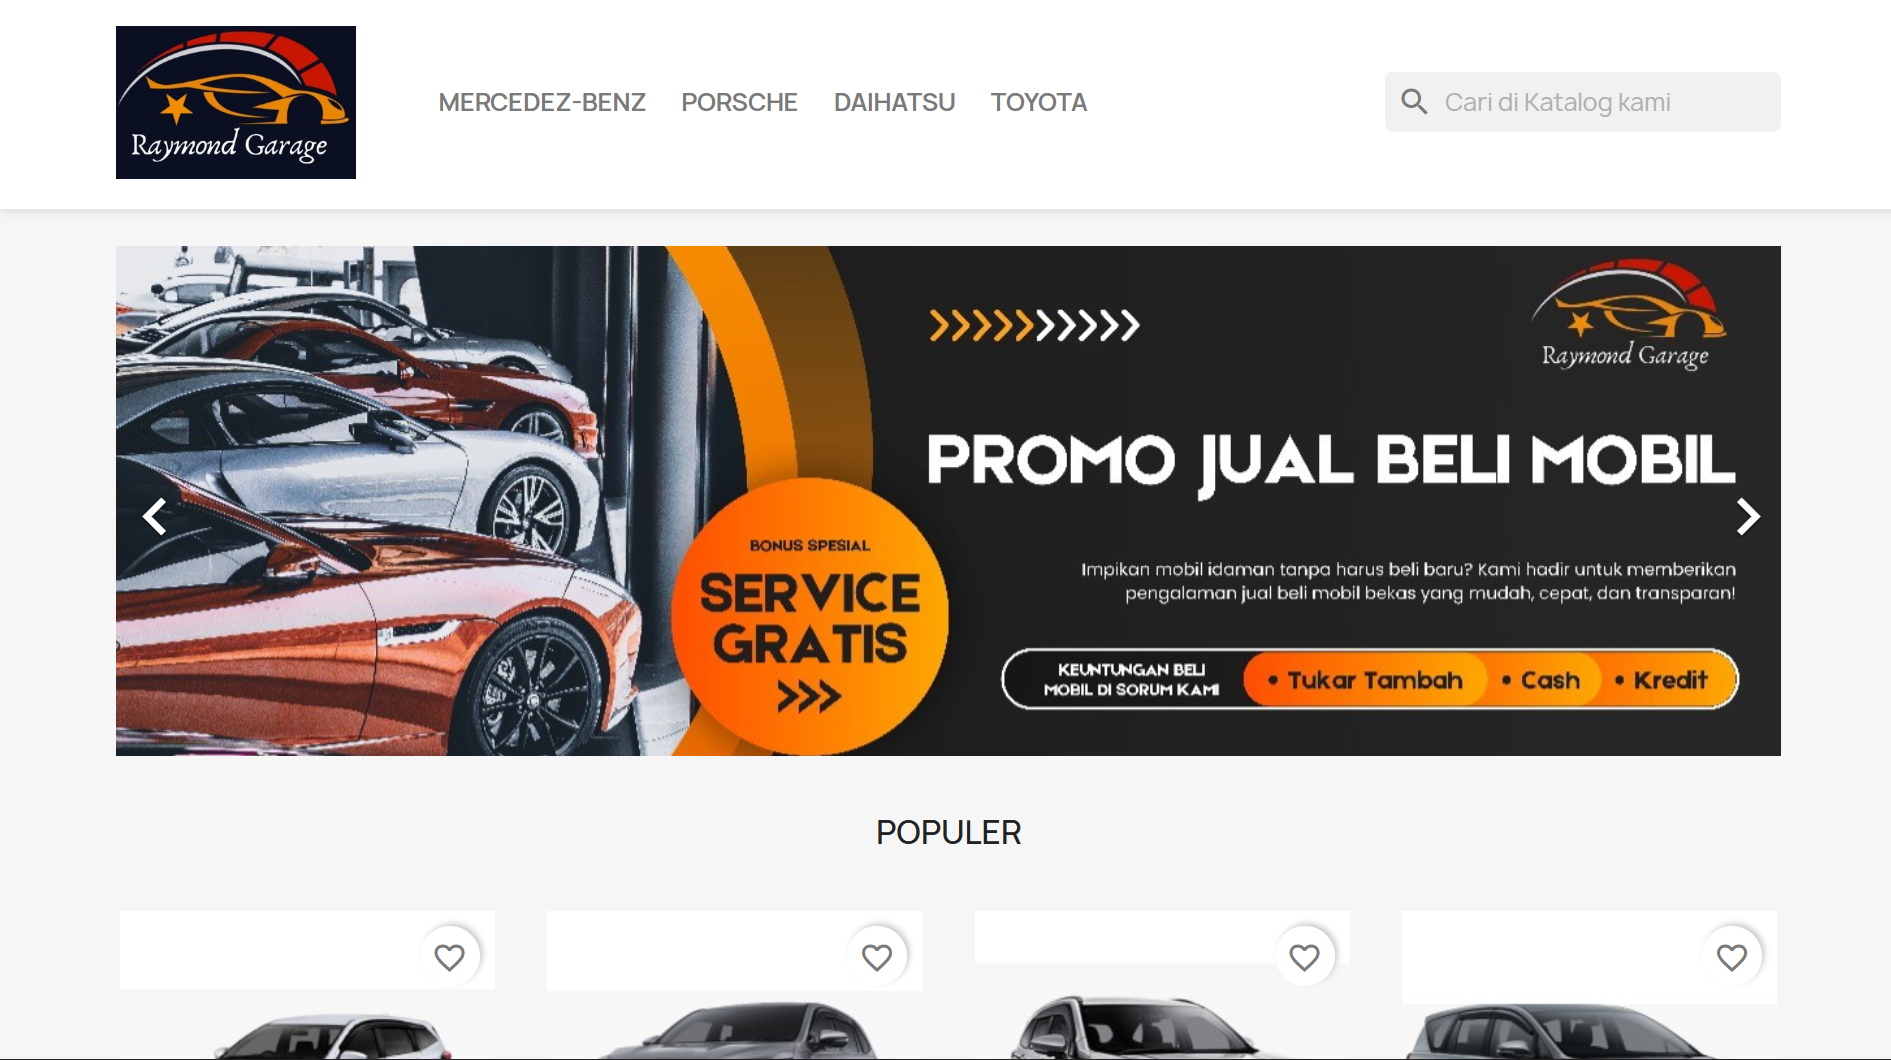 Raymond Garage
MERCEDEZ-BENZ PORSCHE DAIHATSU TOYOTA
Cari di Katalog kami
Raymond Garage
PROMO JUAL BELI MOBIL
BONUS SPESIAL
SERVICE
GRATIS
Impikan mobil idaman tanpa harus beli baru? Kami hadir untuk memberikan
pengalaman jual beli mobil bekas yang mudah, cepat, dan transparan!
KEUNTUNGAN BELI
MOBIL DI SORUM KAMI
• Tukar Tambah • Cash • Kredit
POPULER